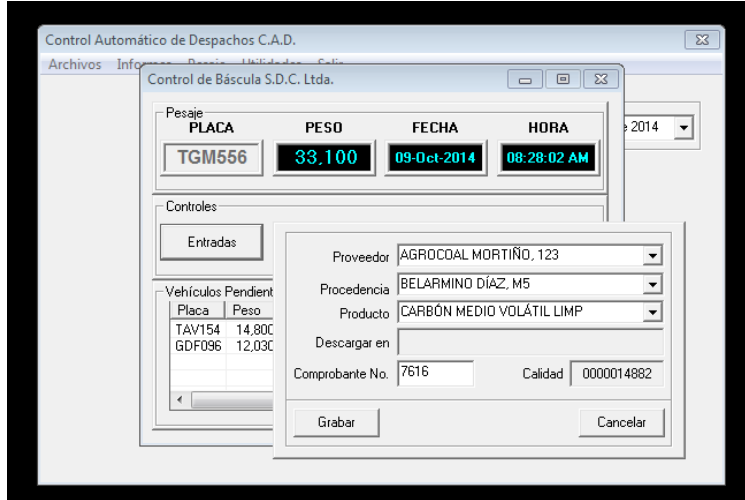 Control Automático de Despachos C.A.D.
Archivos
Control de Báscula S.D.C. Ltda.
2014
Pesaje
PLACA PESO FECHA HORA
TGM556 33,100 09-Oct-2014 08:28:02 AM
Controles
Entradas
Proveedor AGROCOAL MORTIÑO, 123
Procedencia BELARMINO DÍAZ, M5
Producto CARBÓN MEDIO VOLÁTIL LIMP
Descargar en
Comprobante No. 7616 Calidad 0000014882
Grabar Cancelar
Vehículos Pendient
Placa Peso
TAV154 14,800
GDF096 12,030